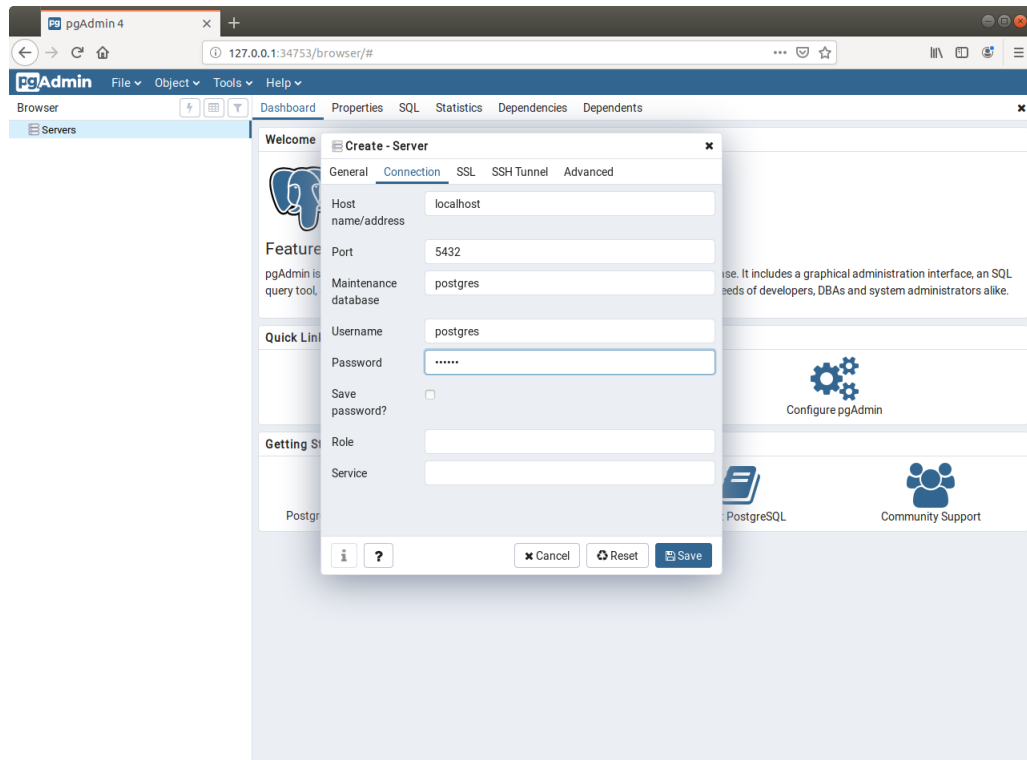 pgAdmin 4
127.0.0.1:34753/browser/#
pgAdmin File Object Tools Help
Browser
Dashboard Properties SQL Statistics Dependencies Dependents
Servers
Welcome
Create - Server
General Connection SSL SSH Tunnel Advanced
Host name/address
localhost
Feature
Port
5432
pgAdmin is
It includes a graphical administration interface, an SQL
query tool,
of developers, DBAs and system administrators alike.
Maintenance database
postgres
Username
postgres
Quick Lin
Password
••••••
Save password?
Configure pgAdmin
Getting S
Role
Service
Postgr
PostgreSQL
Community Support
i ? Cancel Reset Save